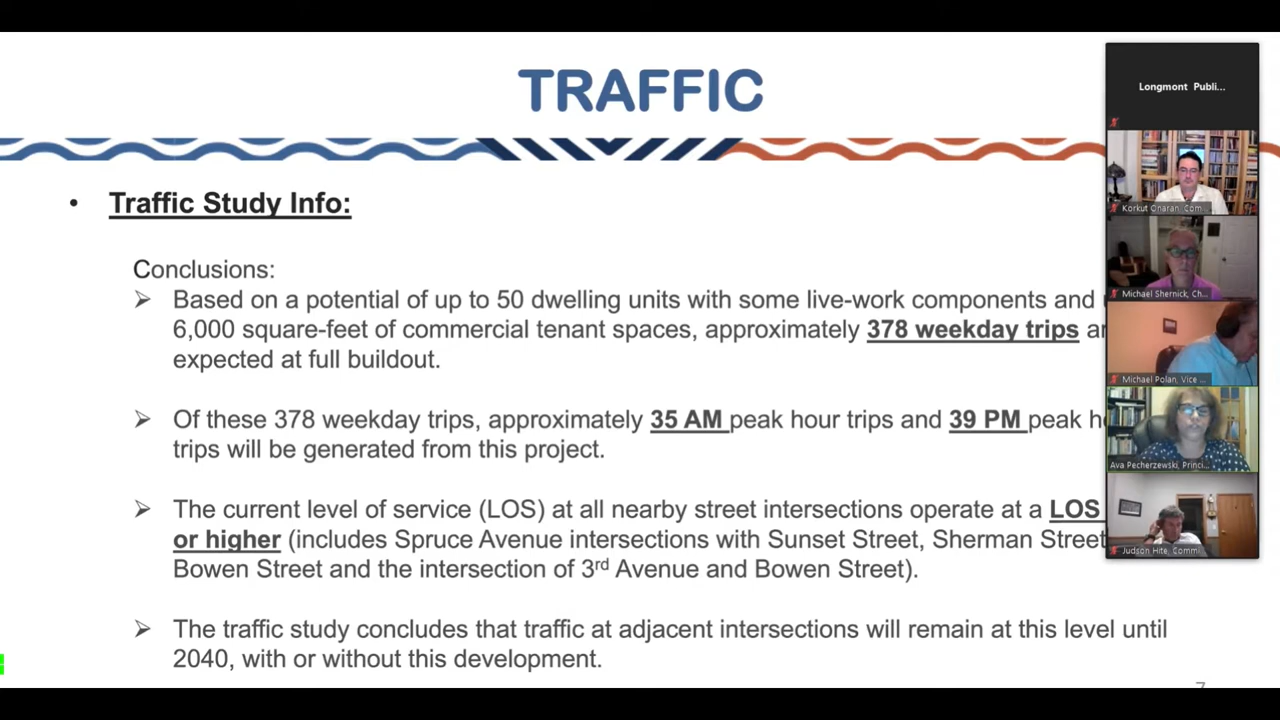 TRAFFIC
Longmont Publi...
• Traffic Study Info:
Korkut Onaran, Com...
Conclusions:
Based on a potential of up to 50 dwelling units with some live-work components and
Michael Shernick, Ch...
6,000 square-feet of commercial tenant spaces, approximately 378 weekday trips
expected at full buildout.
Michael Polan, Vice ...
Of these 378 weekday trips, approximately 35 AM peak hour trips and 39 PM peak
trips will be generated from this project.
Ava Pecherzewski, Princi...
The current level of service (LOS) at all nearby street intersections operate at a LOS
or higher (includes Spruce Avenue intersections with Sunset Street, Sherman Street
Judson Hite, Commi
Bowen Street and the intersection of 3rd Avenue and Bowen Street).
The traffic study concludes that traffic at adjacent intersections will remain at this level until
2040, with or without this development.